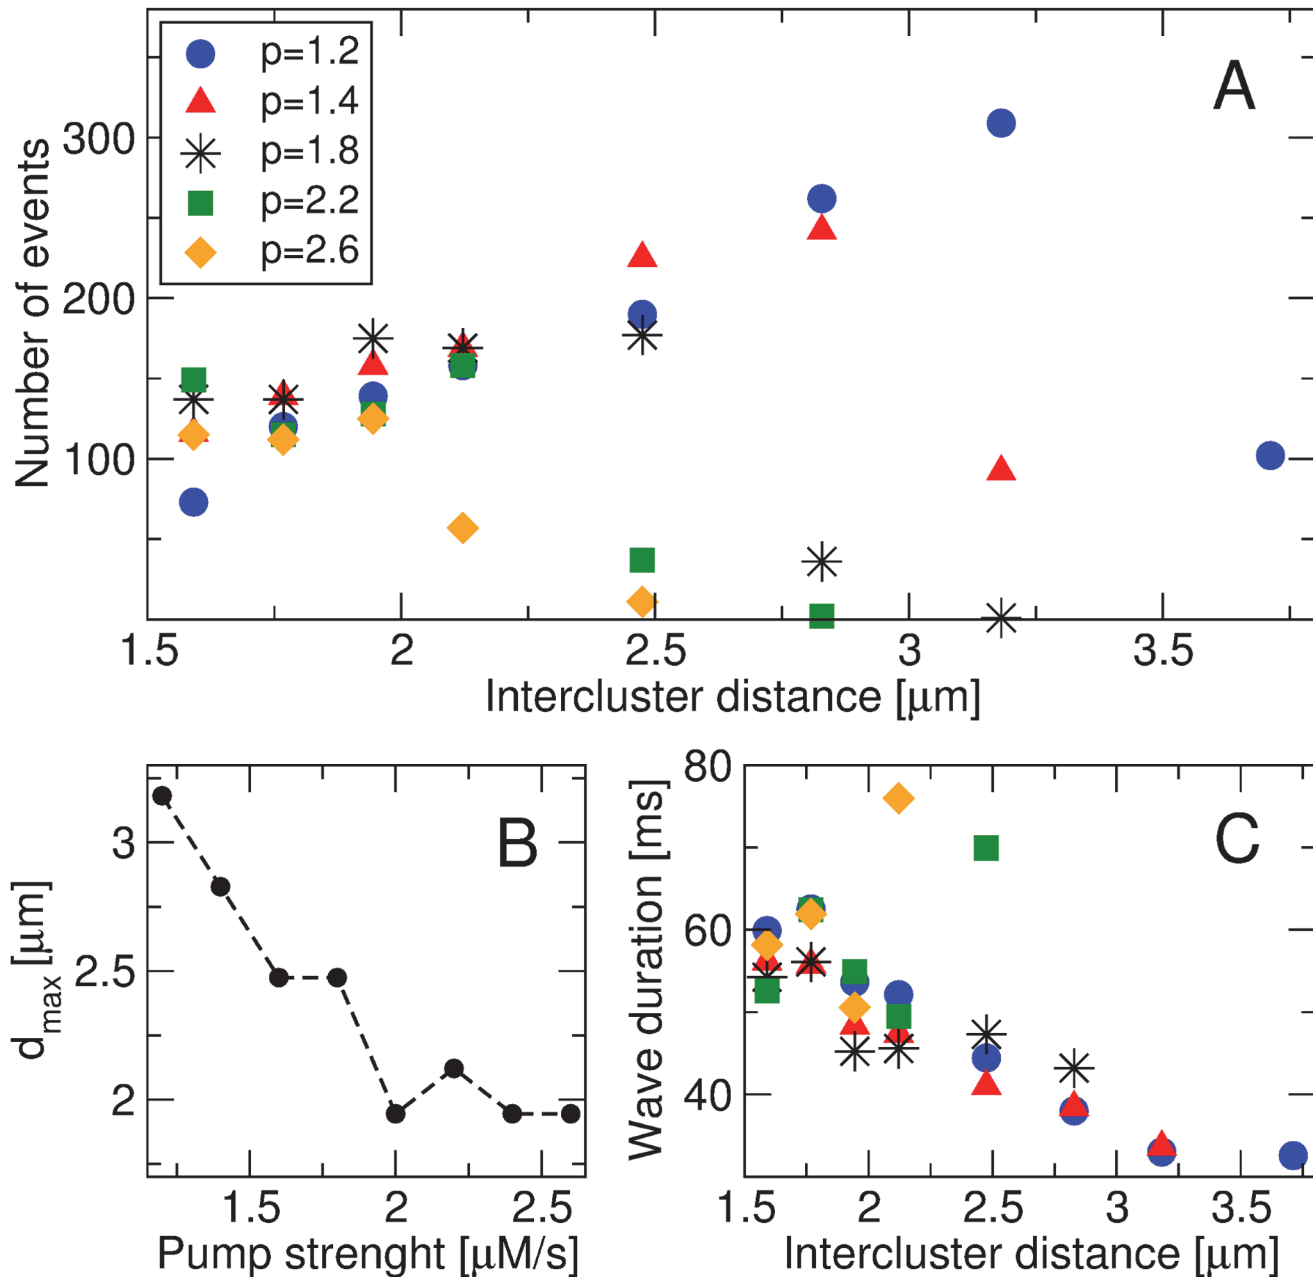 A
p=1.2
p=1.4
p=1.8
p=2.2
p=2.6
Number of events
300
200
100
1.5 2 2.5 3 3.5
Intercluster distance [μm]
B
d_max [μm]
3
2.5
2
1.5 2 2.5
Pump strenght [μM/s]
C
Wave duration [ms]
80
60
40
1.5 2 2.5 3 3.5
Intercluster distance [μm]